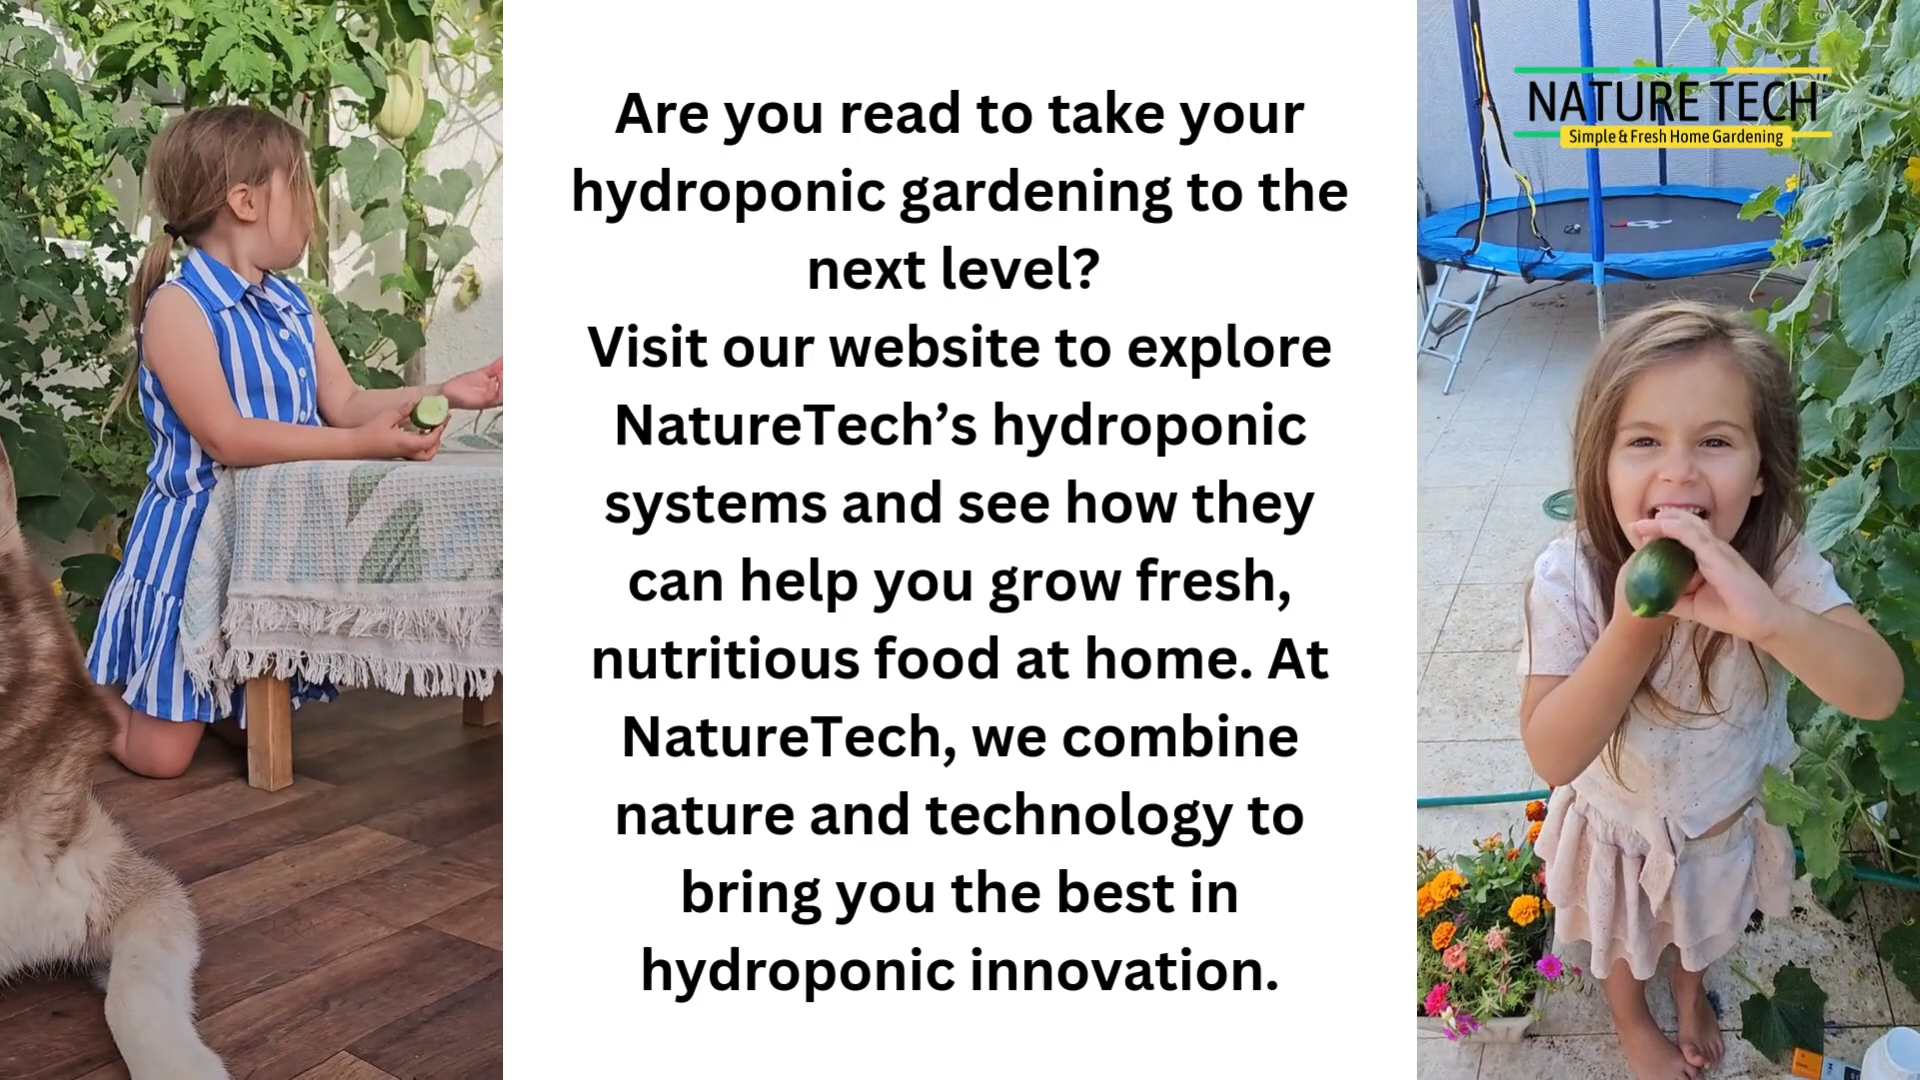 Are you read to take your
hydroponic gardening to the
next level?
Visit our website to explore
NatureTech’s hydroponic
systems and see how they
can help you grow fresh,
nutritious food at home. At
NatureTech, we combine
nature and technology to
bring you the best in
hydroponic innovation.
NATURE TECH
Simple & Fresh Home Gardening